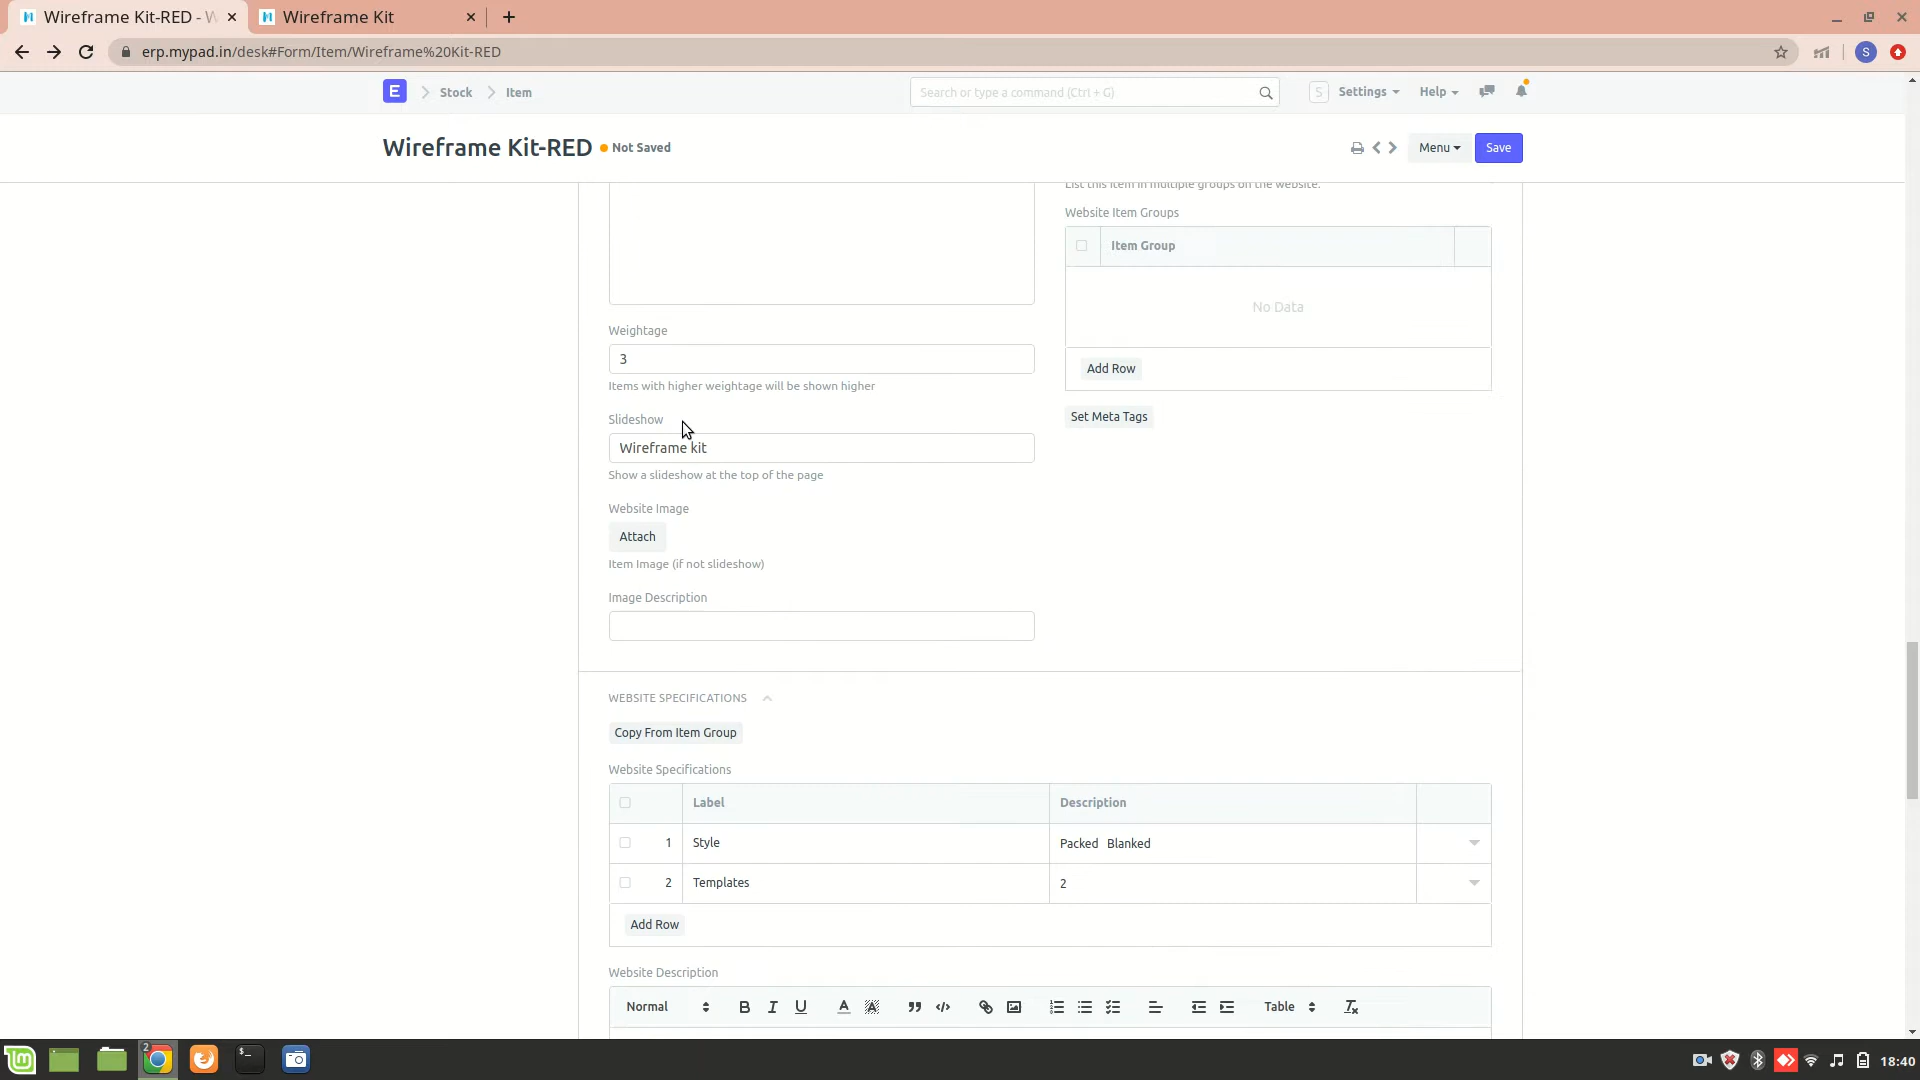 Wireframe Kit-RED - W
Wireframe Kit
erp.mypad.in/desk#Form/Item/Wireframe%20Kit-RED
S
E
Stock
Item
Search or type a command (Ctrl + G)
S
Settings
Help
Wireframe Kit-RED
Not Saved
Menu
Save
List this item in multiple groups on the website.
Website Item Groups
Item Group
No Data
Add Row
Set Meta Tags
Weightage
3
Items with higher weightage will be shown higher
Slideshow
Wireframe kit
Show a slideshow at the top of the page
Website Image
Attach
Item Image (if not slideshow)
Image Description
WEBSITE SPECIFICATIONS
Copy From Item Group
Website Specifications
Label Description
1 Style Packed Blanked
2 Templates 2
Add Row
Website Description
Normal B I U A Table
2
18:40